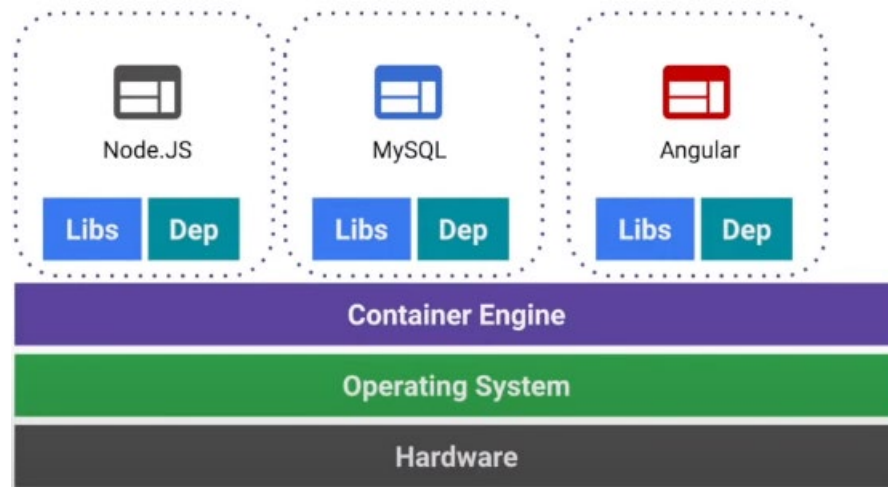 Node.JS
MySQL
Angular
Libs Dep
Libs Dep
Libs Dep
Container Engine
Operating System
Hardware